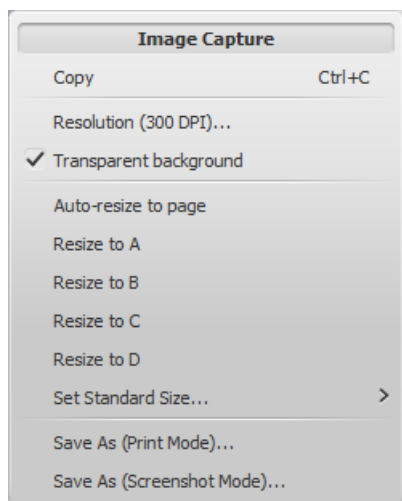 Image Capture
Copy Ctrl+C
Resolution (300 DPI)...
Transparent background
Auto-resize to page
Resize to A
Resize to B
Resize to C
Resize to D
Set Standard Size...
Save As (Print Mode)...
Save As (Screenshot Mode)...